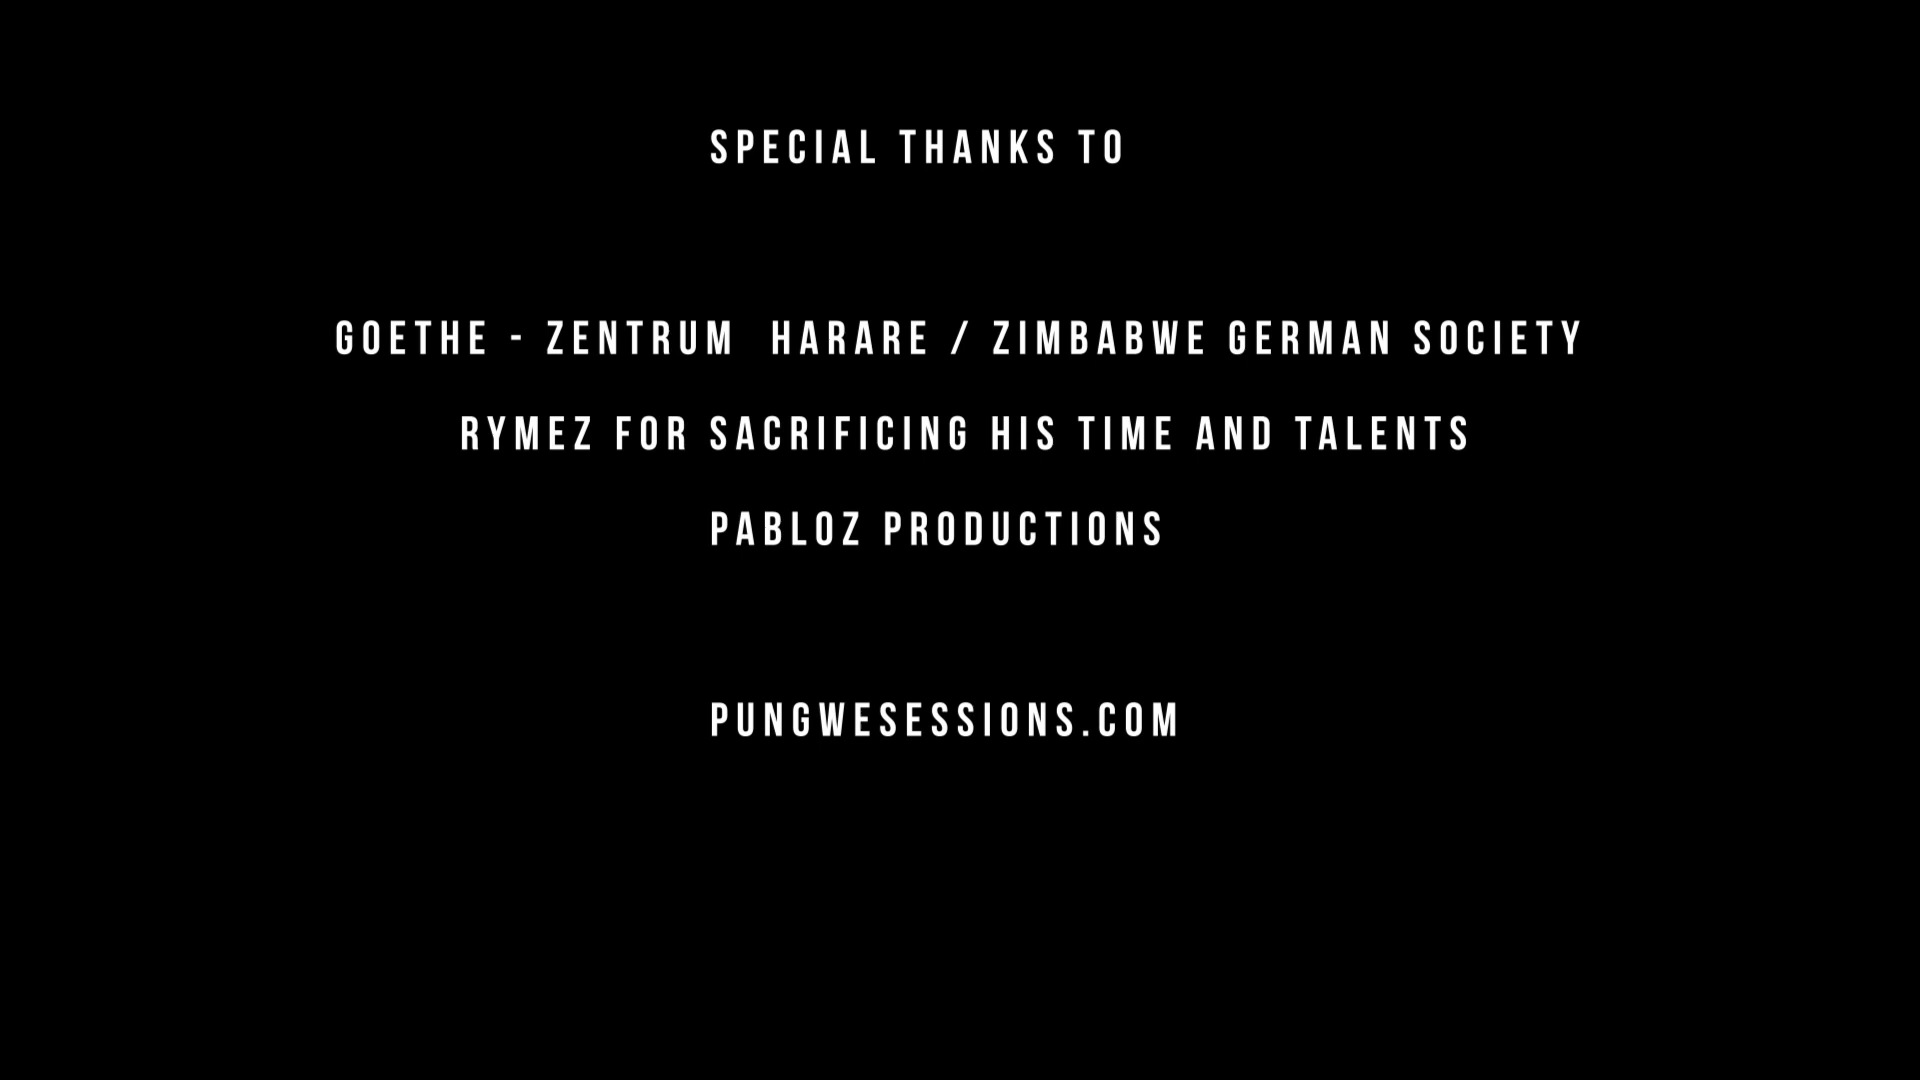 SPECIAL THANKS TO
GOETHE - ZENTRUM HARARE / ZIMBABWE GERMAN SOCIETY
RYMEZ FOR SACRIFICING HIS TIME AND TALENTS
PABLOZ PRODUCTIONS
PUNGWESESSIONS.COM